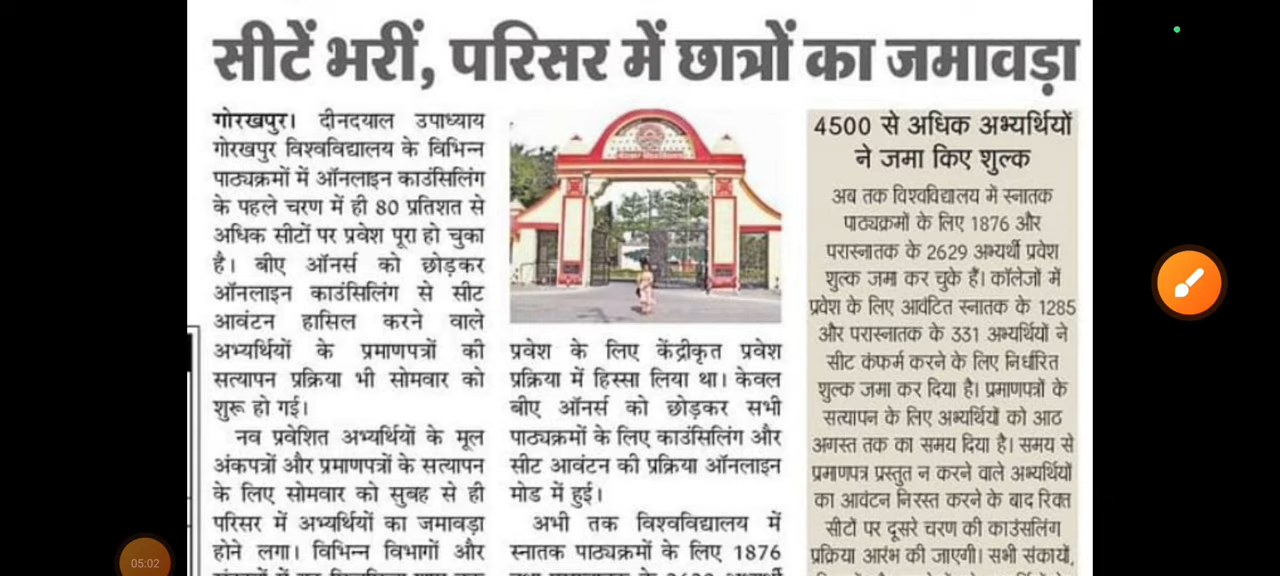 सीटें भरीं, परिसर में छात्रों का जमावड़ा
गोरखपुर। दीनदयाल उपाध्याय
गोरखपुर विश्वविद्यालय के विभिन्न
पाठ्यक्रमों में ऑनलाइन काउंसिलिंग
के पहले चरण में ही 80 प्रतिशत से
अधिक सीटों पर प्रवेश पूरा हो चुका
है। बीए ऑनर्स को छोड़कर
ऑनलाइन काउंसिलिंग से सीट
आवंटन हासिल करने वाले
अभ्यर्थियों के प्रमाणपत्रों की
सत्यापन प्रक्रिया भी सोमवार को
शुरू हो गई।
नव प्रवेशित अभ्यर्थियों के मूल
अंकपत्रों और प्रमाणपत्रों के सत्यापन
के लिए सोमवार को सुबह से ही
परिसर में अभ्यर्थियों का जमावड़ा
होने लगा। विभिन्न विभागों और
प्रवेश के लिए केंद्रीकृत प्रवेश
प्रक्रिया में हिस्सा लिया था। केवल
बीए ऑनर्स को छोड़कर सभी
पाठ्यक्रमों के लिए काउंसिलिंग और
सीट आवंटन की प्रक्रिया ऑनलाइन
मोड में हुई।
अभी तक विश्वविद्यालय में
स्नातक पाठ्यक्रमों के लिए 1876
4500 से अधिक अभ्यर्थियों
ने जमा किए शुल्क
अब तक विश्वविद्यालय में स्नातक
पाठ्यक्रमों के लिए 1876 और
परास्नातक के 2629 अभ्यर्थी प्रवेश
शुल्क जमा कर चुके हैं। कॉलेजों में
प्रवेश के लिए आवंटित स्नातक के 1285
और परास्नातक के 331 अभ्यर्थियों ने
सीट कंफर्म करने के लिए निर्धारित
शुल्क जमा कर दिया है। प्रमाणपत्रों के
सत्यापन के लिए अभ्यर्थियों को आठ
अगस्त तक का समय दिया है। समय से
प्रमाणपत्र प्रस्तुत न करने वाले अभ्यर्थियों
का आवंटन निरस्त करने के बाद रिक्त
सीटों पर दूसरे चरण की काउंसलिंग
प्रक्रिया आरंभ की जाएगी। सभी संकायों,
05:02